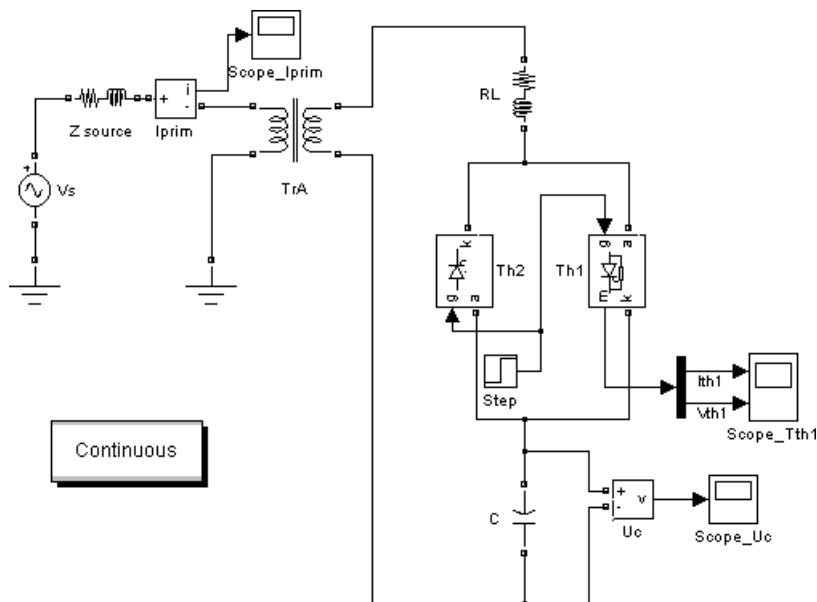 Scope_Iprim
RL
+ i -
Z source
Iprim
TrA
+
Vs
k
g a
Th2
g a
m k
Th1
Step
Ith1
Vth1
Scope_Tth1
Continuous
C
+ - v
Uc
Scope_Uc